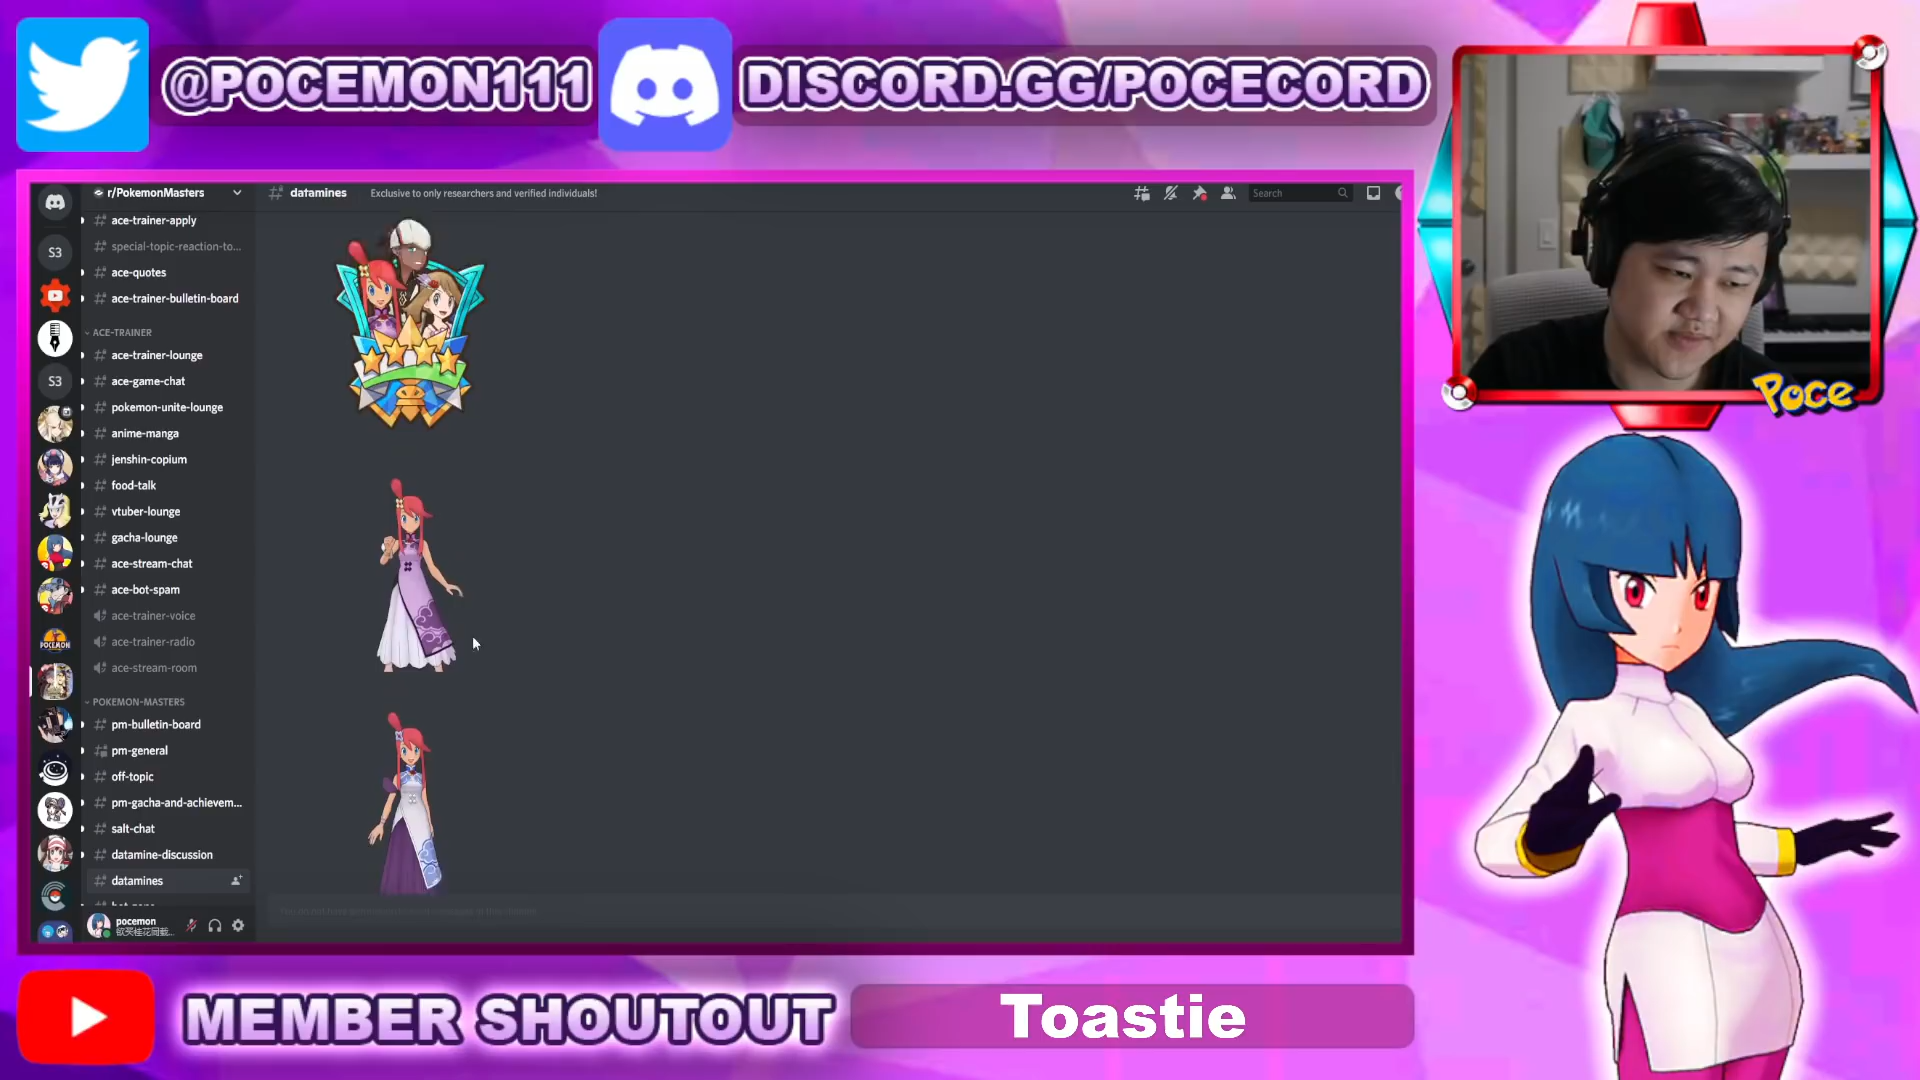 @POCEMON111
DISCORD.GG/POCECORD
r/PokemonMasters
datamines
Exclusive to only researchers and verified individuals!
Search
ace-trainer-apply
special-topic-reaction-to...
ace-quotes
ace-trainer-bulletin-board
ACE-TRAINER
ace-trainer-lounge
ace-game-chat
pokemon-unite-lounge
anime-manga
jenshin-copium
food-talk
vtuber-lounge
gacha-lounge
ace-stream-chat
ace-bot-spam
ace-trainer-voice
ace-trainer-radio
ace-stream-room
POKEMON-MASTERS
pm-bulletin-board
pm-general
off-topic
pm-gacha-and-achievem...
salt-chat
datamine-discussion
datamines
S3
S3
POCEMON
pocemon
Poce
MEMBER SHOUTOUT
Toastie